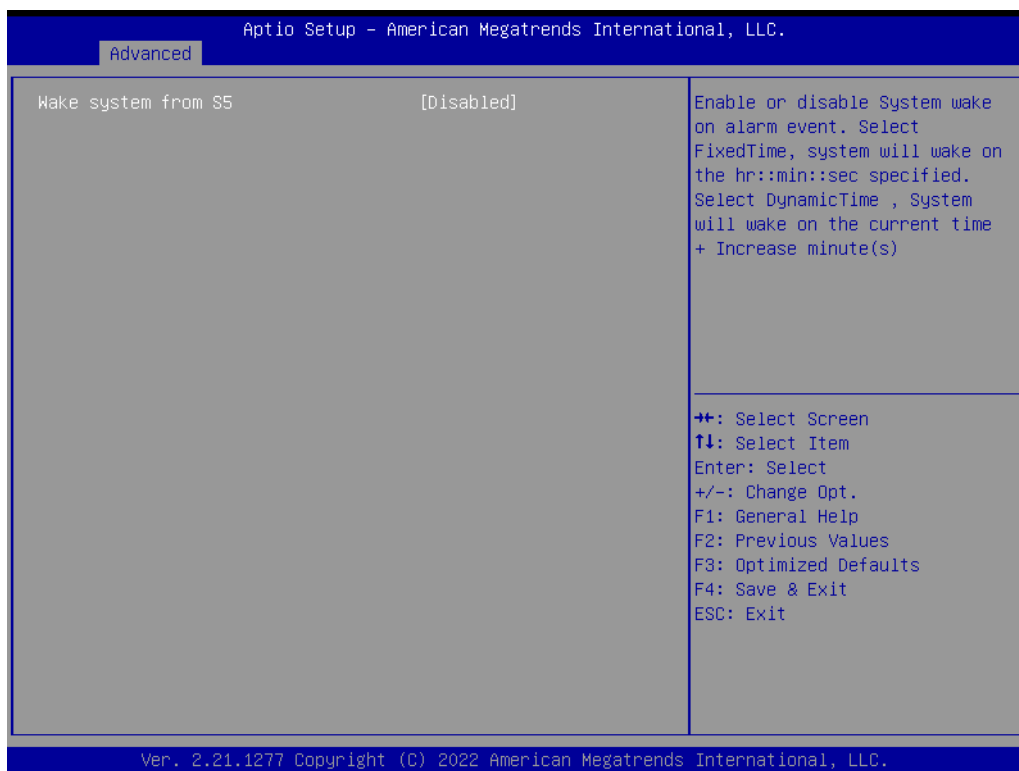 Aptio Setup – American Megatrends International, LLC.
Advanced
Wake system from S5 [Disabled]
Enable or disable System wake
on alarm event. Select
FixedTime, system will wake on
the hr::min::sec specified.
Select DynamicTime , System
will wake on the current time
+ Increase minute(s)
→←: Select Screen
↑↓: Select Item
Enter: Select
+/-: Change Opt.
F1: General Help
F2: Previous Values
F3: Optimized Defaults
F4: Save & Exit
ESC: Exit
Ver. 2.21.1277 Copyright (C) 2022 American Megatrends International, LLC.